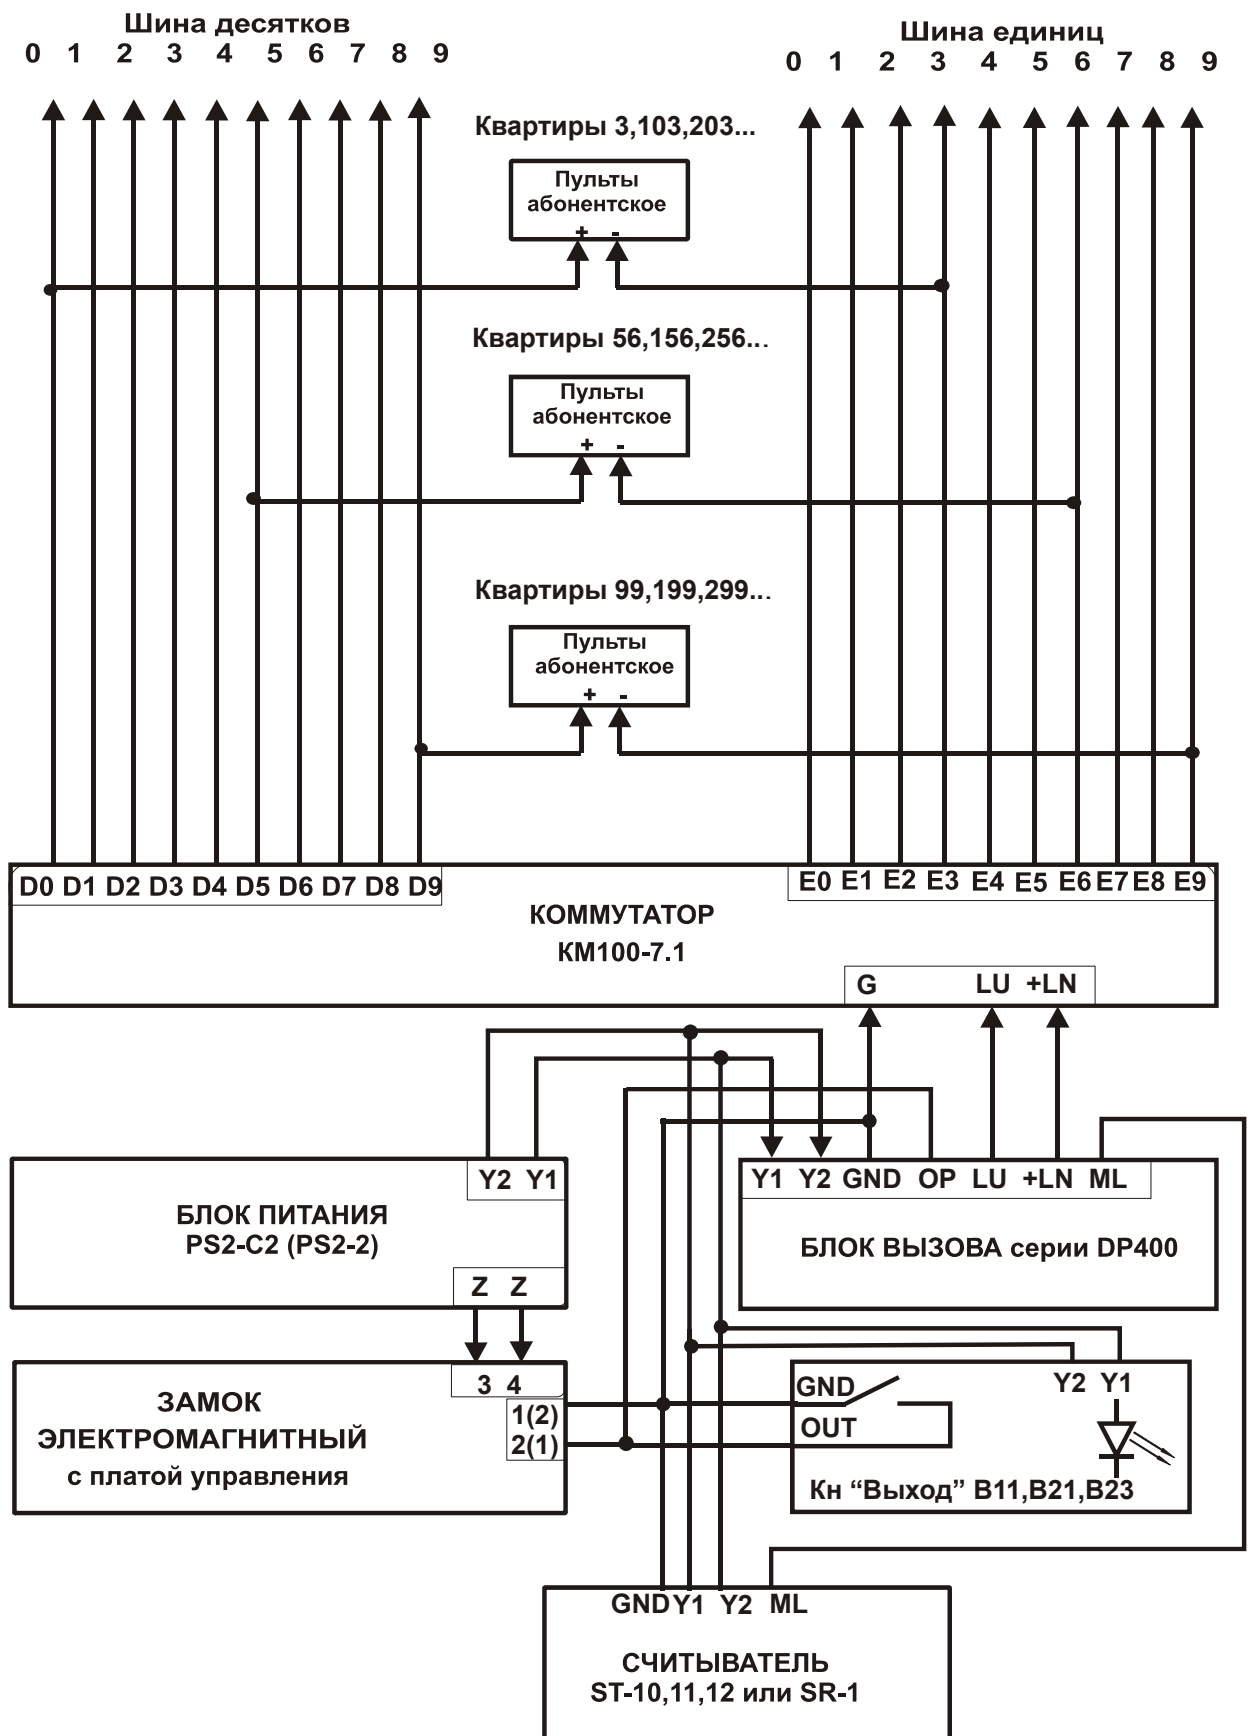 Шина десятков
0 1 2 3 4 5 6 7 8 9
Шина единиц
0 1 2 3 4 5 6 7 8 9
Квартиры 3,103,203...
Пульты
абонентское
+ -
Квартиры 56,156,256...
Пульты
абонентское
+ -
Квартиры 99,199,299...
Пульты
абонентское
+ -
D0 D1 D2 D3 D4 D5 D6 D7 D8 D9
E0 E1 E2 E3 E4 E5 E6 E7 E8 E9
КОММУТАТОР
КМ100-7.1
G LU +LN
Y2 Y1
БЛОК ПИТАНИЯ
PS2-C2 (PS2-2)
Z Z
Y1 Y2 GND OP LU +LN ML
БЛОК ВЫЗОВА серии DP400
3 4
1(2)
2(1)
ЗАМОК
ЭЛЕКТРОМАГНИТНЫЙ
с платой управления
GND
OUT
Y2 Y1
Кн “Выход” B11,B21,B23
GND Y1 Y2 ML
СЧИТЫВАТЕЛЬ
ST-10,11,12 или SR-1